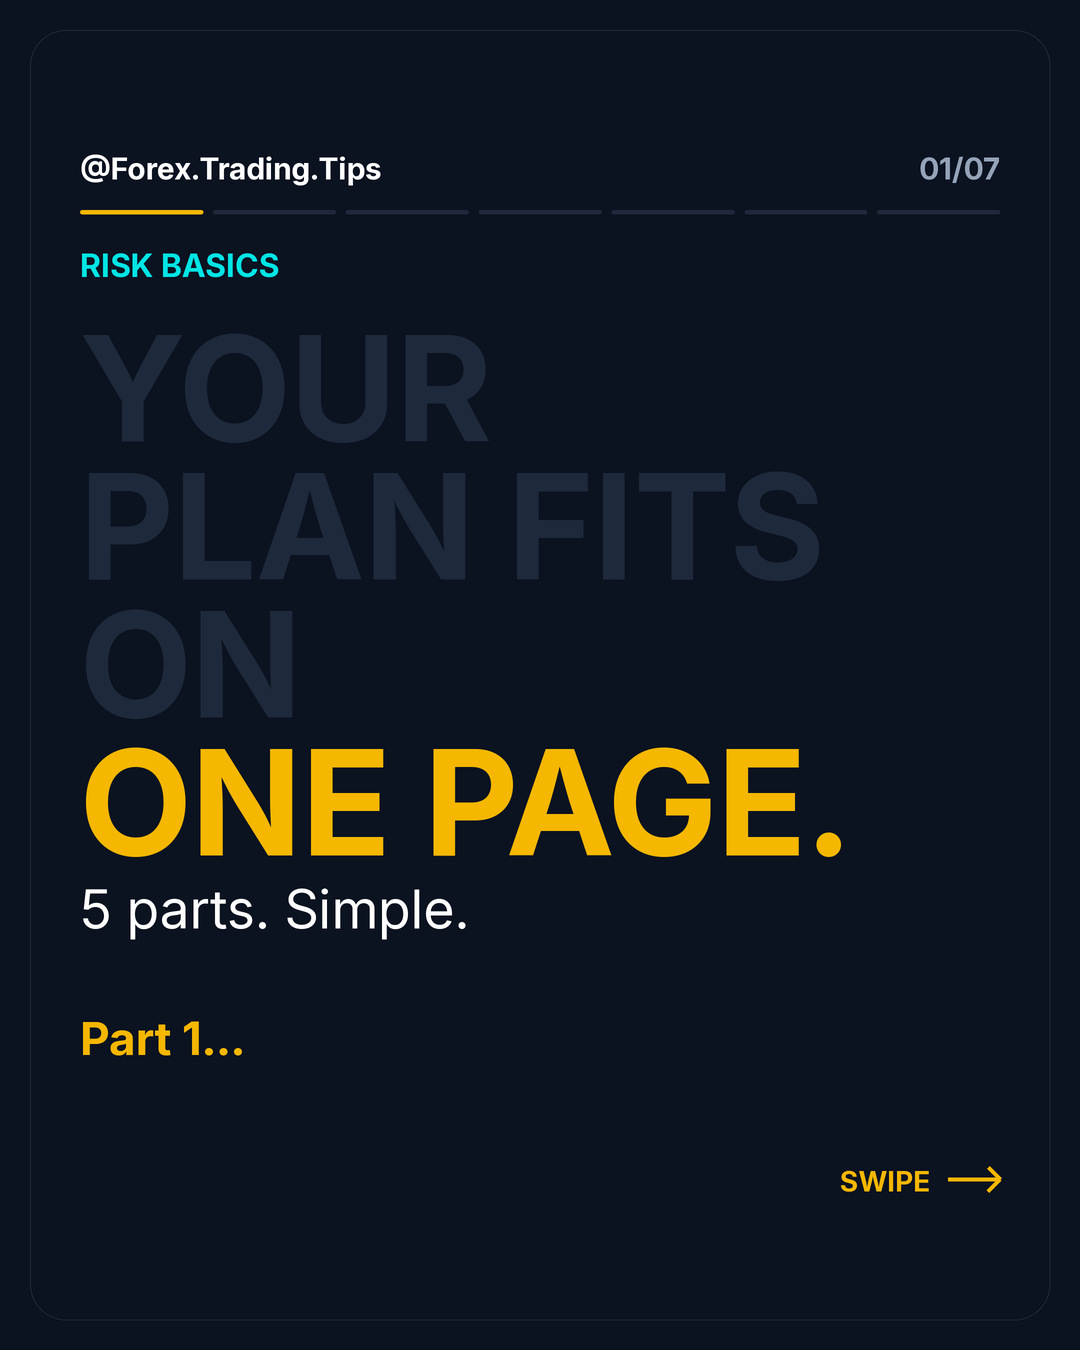 @Forex.Trading.Tips 01/07
RISK BASICS
YOUR
PLAN FITS
ON
ONE PAGE.
5 parts. Simple.
Part 1...
SWIPE →